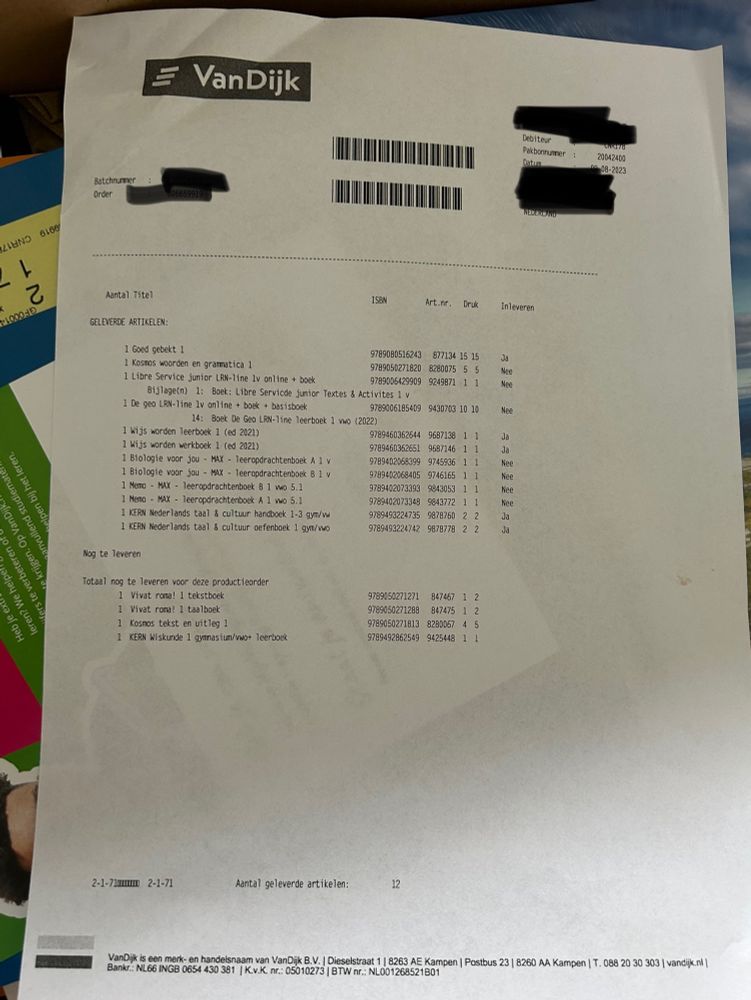 VanDijk
Debiteur
Pakbonnummer : 20042400
Datum 08-2023
Batchnummer :
Order
NEDERLAND
Aantal Titel ISBN Art.nr. Druk Inleveren
GELEVERDE ARTIKELEN:
1 Goed gebekt 1 9789080516243 877134 15 15 Ja
1 Kosmos woorden en grammatica 1 9789050271820 8280075 5 5 Nee
1 Libre Service junior LRN-line 1v online + boek 9789006429909 9249871 1 1 Nee
Bijlage(n) 1: Boek: Libre Servicde junior Textes & Activites 1 v
1 De geo LRN-line 1v online + boek + basisboek 9789006185409 9430703 10 10 Nee
14: Boek De Geo LRN-line leerboek 1 vwo (2022)
1 Wijs worden leerboek 1 (ed 2021) 9789460362644 9687138 1 1 Ja
1 Wijs worden werkboek 1 (ed 2021) 9789460362651 9687146 1 1 Ja
1 Biologie voor jou - MAX - leeropdrachtenboek A 1 v 9789402068399 9745936 1 1 Nee
1 Biologie voor jou - MAX - leeropdrachtenboek B 1 v 9789402068405 9746165 1 1 Nee
1 Memo - MAX - leeropdrachtenboek B 1 vwo 5.1 9789402073393 9843053 1 1 Nee
1 Memo - MAX - leeropdrachtenboek A 1 vwo 5.1 9789402073348 9843772 1 1 Nee
1 KERN Nederlands taal & cultuur handboek 1-3 gym/vw 9789493224735 9878760 2 2 Ja
1 KERN Nederlands taal & cultuur oefenboek 1 gym/vwo 9789493224742 9878778 2 2 Ja
Nog te leveren
Totaal nog te leveren voor deze productieorder
1 Vivat roma! 1 tekstboek 9789050271271 847467 1 2
1 Vivat roma! 1 taalboek 9789050271288 847475 1 2
1 Kosmos tekst en uitleg 1 9789050271813 8280067 4 5
1 KERN Wiskunde 1 gymnasium/vwo+ leerboek 9789492862549 9425448 1 1
2-1-71 2-1-71 Aantal geleverde artikelen: 12
VanDijk is een merk- en handelsnaam van VanDijk B.V. | Dieselstraat 1 | 8263 AE Kampen | Postbus 23 | 8260 AA Kampen | T. 088 20 30 303 | vandijk.nl |
Bankr.: NL66 INGB 0654 430 381 | K.v.K. nr.: 05010273 | BTW nr.: NL001268521B01